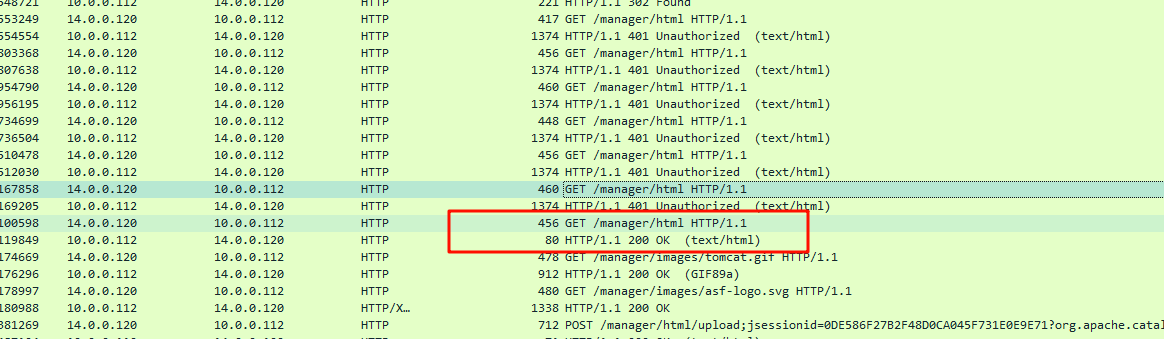 548721 10.0.0.112 14.0.0.120 HTTP 221 HTTP/1.1 302 Found
553249 14.0.0.120 10.0.0.112 HTTP 417 GET /manager/html HTTP/1.1
554554 10.0.0.112 14.0.0.120 HTTP 1374 HTTP/1.1 401 Unauthorized (text/html)
803368 14.0.0.120 10.0.0.112 HTTP 456 GET /manager/html HTTP/1.1
807638 10.0.0.112 14.0.0.120 HTTP 1374 HTTP/1.1 401 Unauthorized (text/html)
954790 14.0.0.120 10.0.0.112 HTTP 460 GET /manager/html HTTP/1.1
956195 10.0.0.112 14.0.0.120 HTTP 1374 HTTP/1.1 401 Unauthorized (text/html)
734699 14.0.0.120 10.0.0.112 HTTP 448 GET /manager/html HTTP/1.1
736504 10.0.0.112 14.0.0.120 HTTP 1374 HTTP/1.1 401 Unauthorized (text/html)
510478 14.0.0.120 10.0.0.112 HTTP 456 GET /manager/html HTTP/1.1
512030 10.0.0.112 14.0.0.120 HTTP 1374 HTTP/1.1 401 Unauthorized (text/html)
167858 14.0.0.120 10.0.0.112 HTTP 460 GET /manager/html HTTP/1.1
169205 10.0.0.112 14.0.0.120 HTTP 1374 HTTP/1.1 401 Unauthorized (text/html)
100598 14.0.0.120 10.0.0.112 HTTP 456 GET /manager/html HTTP/1.1
119849 10.0.0.112 14.0.0.120 HTTP 80 HTTP/1.1 200 OK (text/html)
174669 14.0.0.120 10.0.0.112 HTTP 478 GET /manager/images/tomcat.gif HTTP/1.1
176296 10.0.0.112 14.0.0.120 HTTP 912 HTTP/1.1 200 OK (GIF89a)
178997 14.0.0.120 10.0.0.112 HTTP 480 GET /manager/images/asf-logo.svg HTTP/1.1
180988 10.0.0.112 14.0.0.120 HTTP/X… 1338 HTTP/1.1 200 OK
381269 14.0.0.120 10.0.0.112 HTTP 712 POST /manager/html/upload;jsessionid=0DE586F27B2F48D0CA045F731E0E9E71?org.apache.catal